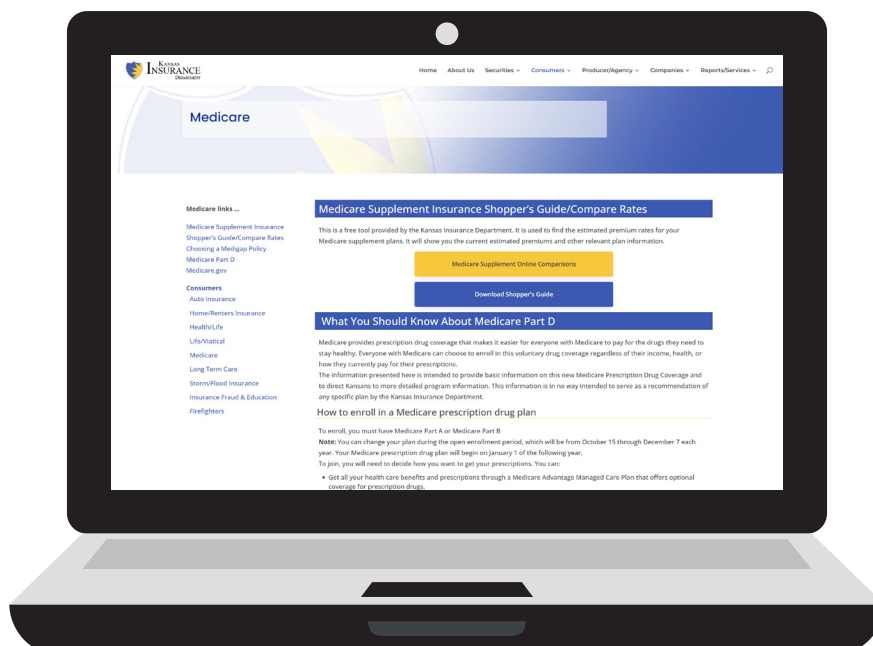 KANSAS
INSURANCE
DEPARTMENT
Home About Us Securities Consumers Producer/Agency Companies Reports/Services
Medicare
Medicare links ...
Medicare Supplement Insurance
Shopper's Guide/Compare Rates
Choosing a Medigap Policy
Medicare Part D
Medicare.gov
Consumers
Auto Insurance
Home/Renters Insurance
Health/Life
Life/Viatical
Medicare
Long Term Care
Storm/Flood Insurance
Insurance Fraud & Education
Firefighters
Medicare Supplement Insurance Shopper's Guide/Compare Rates
This is a free tool provided by the Kansas Insurance Department. It is used to find the estimated premium rates for your
Medicare supplement plans. It will show you the current estimated premiums and other relevant plan information.
Medicare Supplement Online Comparisons
Download Shopper's Guide
What You Should Know About Medicare Part D
Medicare provides prescription drug coverage that makes it easier for everyone with Medicare to pay for the drugs they need to
stay healthy. Everyone with Medicare can choose to enroll in this voluntary drug coverage regardless of their income, health, or
how they currently pay for their prescriptions.
The information presented here is intended to provide basic information on this new Medicare Prescription Drug Coverage and
to direct Kansans to more detailed program information. This information is in no way intended to serve as a recommendation of
any specific plan by the Kansas Insurance Department.
How to enroll in a Medicare prescription drug plan
To enroll, you must have Medicare Part A or Medicare Part B
Note: You can change your plan during the open enrollment period, which will be from October 15 through December 7 each
year. Your Medicare prescription drug plan will begin on January 1 of the following year.
To join, you will need to decide how you want to get your prescriptions. You can:
• Get all your health care benefits and prescriptions through a Medicare Advantage Managed Care Plan that offers optional
coverage for prescription drugs.